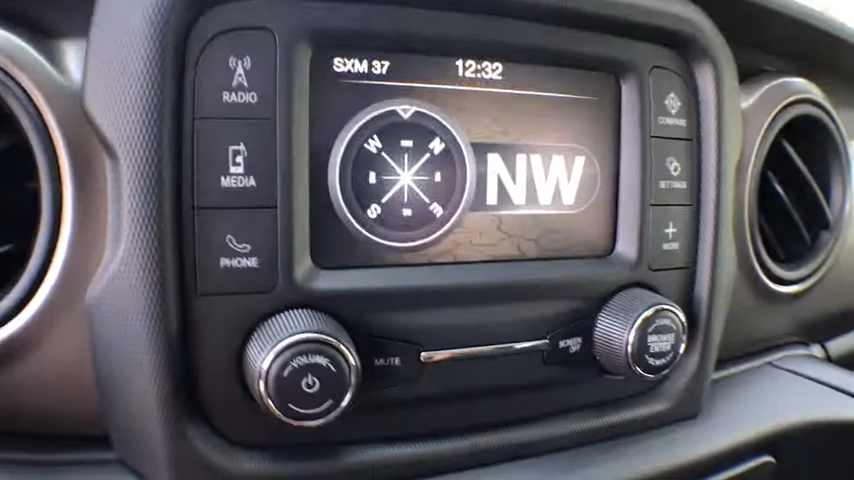 SXM 37 12:32
RADIO
MEDIA
PHONE
W N
S E
NW
COMPASS
SETTINGS
MORE
VOLUME
MUTE
SCREEN
OFF
BROWSE
ENTER